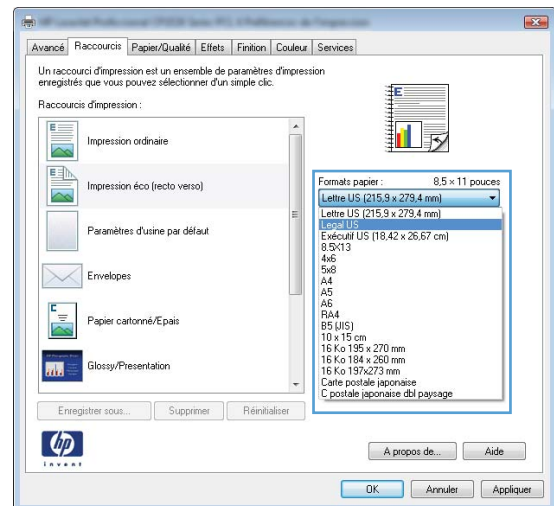 Avancé Raccourcis Papier/Qualité Effets Finition Couleur Services
Un raccourci d'impression est un ensemble de paramètres d'impression
enregistrés que vous pouvez sélectionner d'un simple clic.
Raccourcis d'impression :
Impression ordinaire
Impression éco (recto verso)
Paramètres d'usine par défaut
Envelopes
Papier cartonné/Epais
Glossy/Presentation
Formats papier : 8,5 × 11 pouces
Lettre US (215,9 x 279,4 mm)
Lettre US (215,9 x 279,4 mm)
Legal US
Exécutif US (18,42 x 26,67 cm)
8.5X13
4x6
5x8
A4
A5
A6
RA4
B5 (JIS)
10 x 15 cm
16 Ko 195 x 270 mm
16 Ko 184 x 260 mm
16 Ko 197x273 mm
Carte postale japonaise
C postale japonaise dbl paysage
Enregistrer sous... Supprimer Réinitialiser
hp
invent
A propos de... Aide
OK Annuler Appliquer